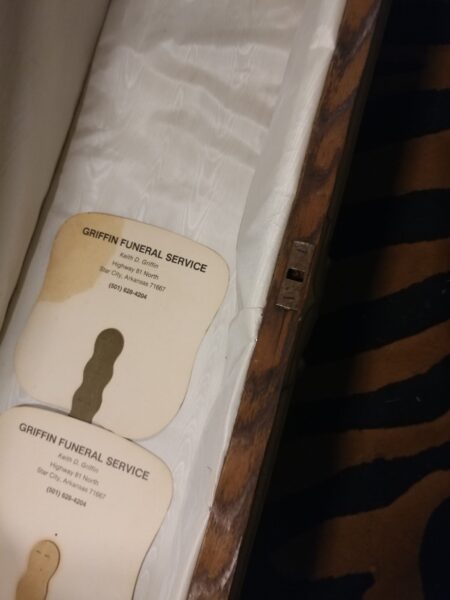 GRIFFIN FUNERAL SERVICE
Keith D. Griffin
Highway 81 North
Star City, Arkansas 71667
(501) 628-4204
GRIFFIN FUNERAL SERVICE
Keith D. Griffin
Highway 81 North
Star City, Arkansas 71667
(501) 628-4204